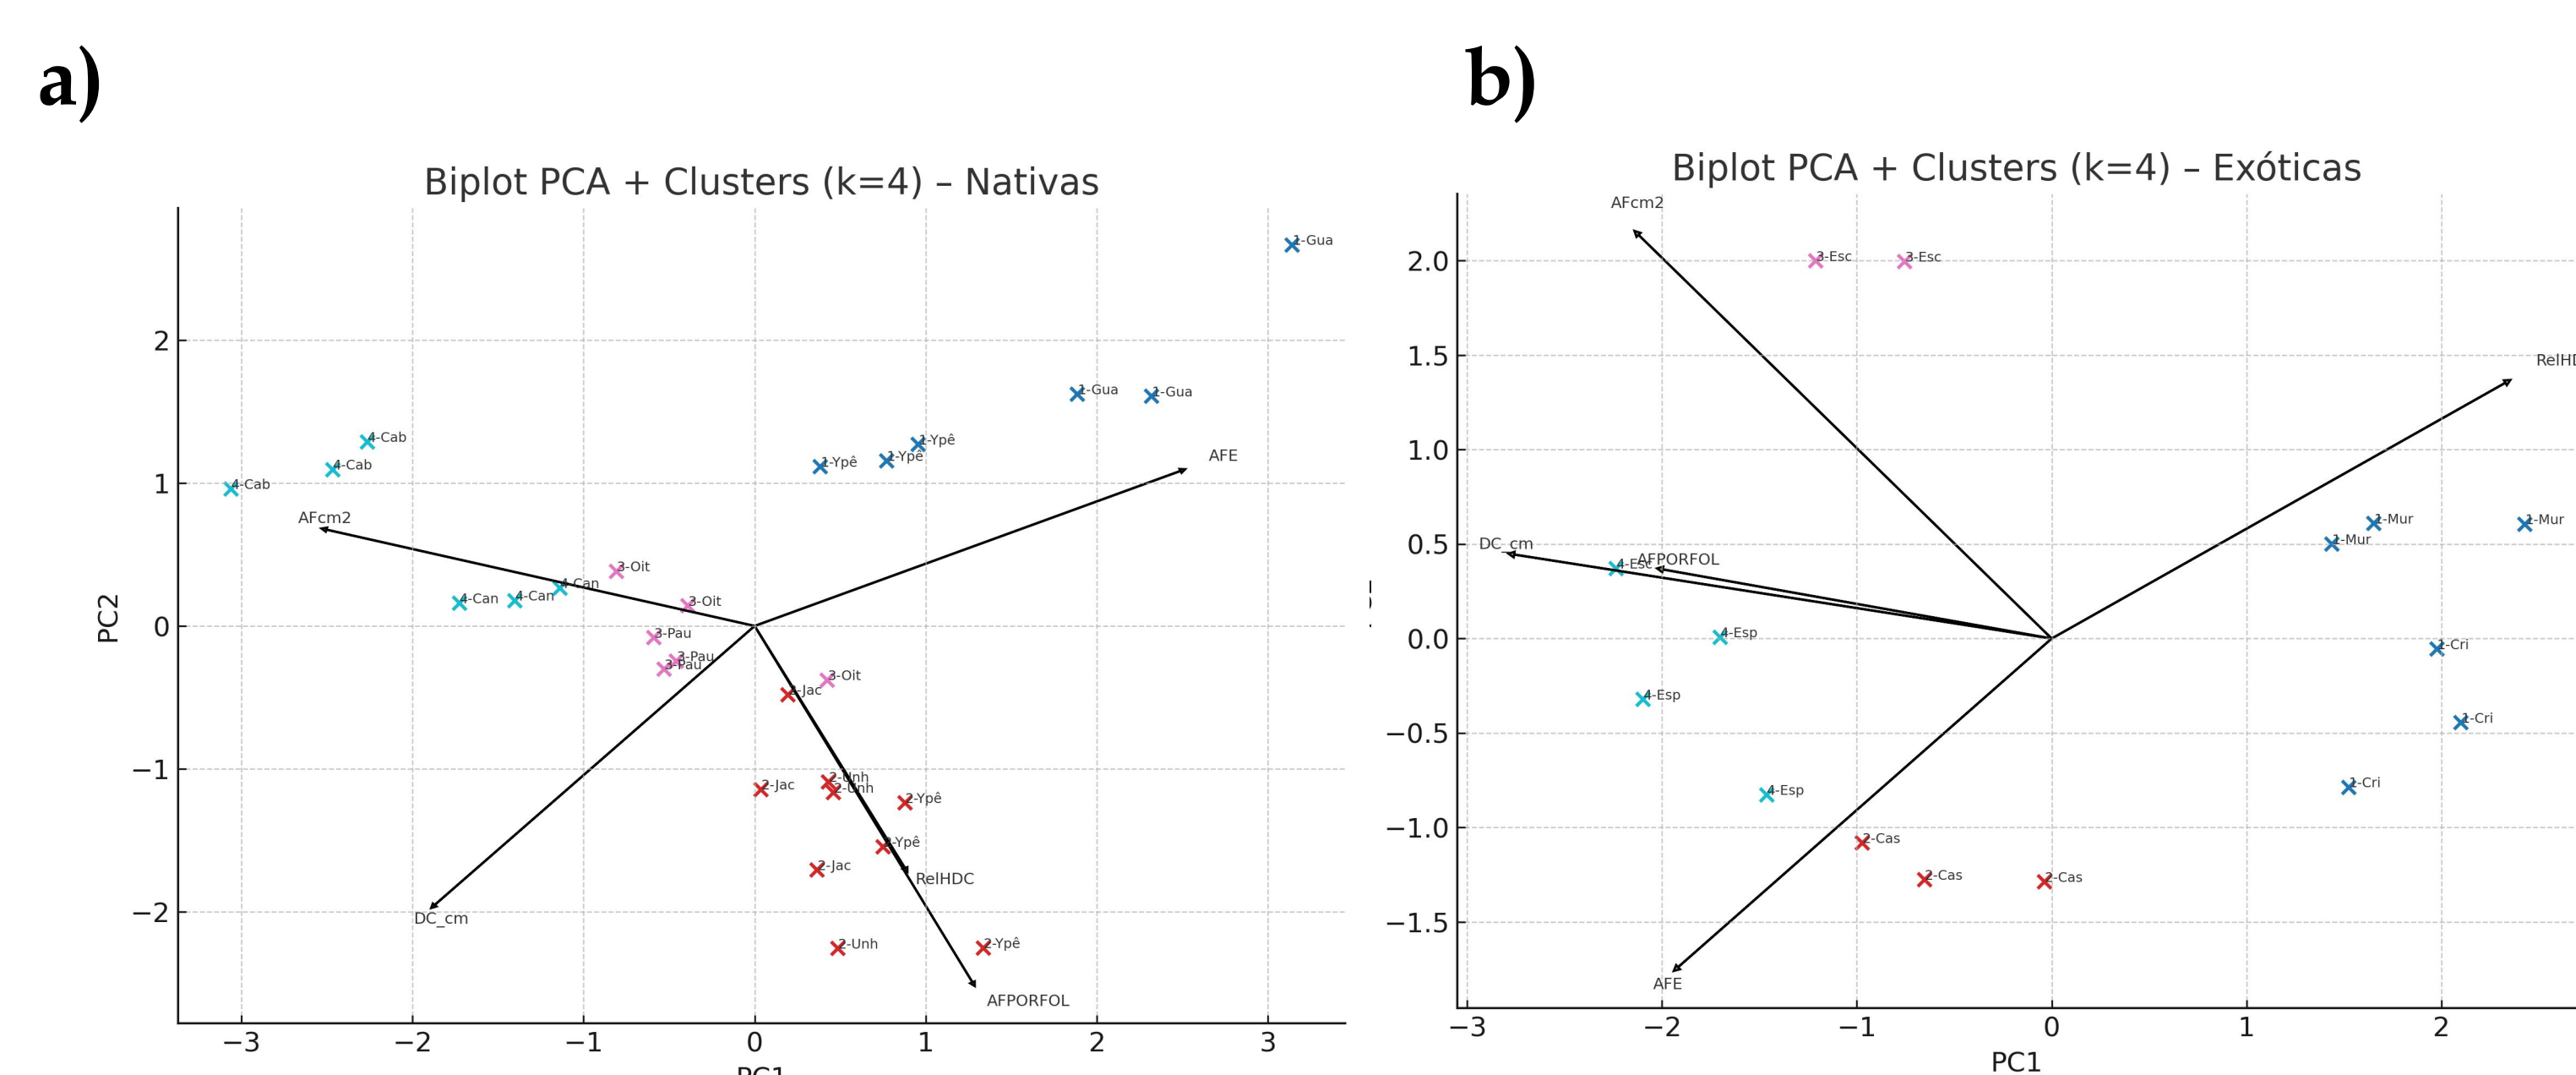 a)
Biplot PCA + Clusters (k=4) – Nativas
1-Gua
2
1-Gua
1-Gua
1-Ypê
4-Cab
1-Ypê
1-Ypê
AFE
4-Cab
4-Cab
1
AFcm2
3-Oit
4-Can
4-Can
4-Can
3-Oit
PC2
0
3-Pau
3-Pau
3-Pau
3-Oit
2-Jac
−1
2-Unh
2-Jac
2-Unh
2-Ypê
2-Ypê
2-Jac
RelHDC
−2
DC_cm
2-Unh
2-Ypê
AFPORFOL
−3
−2
−1
0
1
2
3
b)
Biplot PCA + Clusters (k=4) – Exóticas
AFcm2
2.0
3-Esc
3-Esc
1.5
1.0
1-Mur
1-Mur
1-Mur
0.5
DC_cm
4-Esc
AFPORFOL
0.0
4-Esp
1-Cri
4-Esp
−0.5
1-Cri
4-Esp
1-Cri
−1.0
2-Cas
2-Cas
2-Cas
−1.5
AFE
−3
−2
−1
0
1
2
PC1